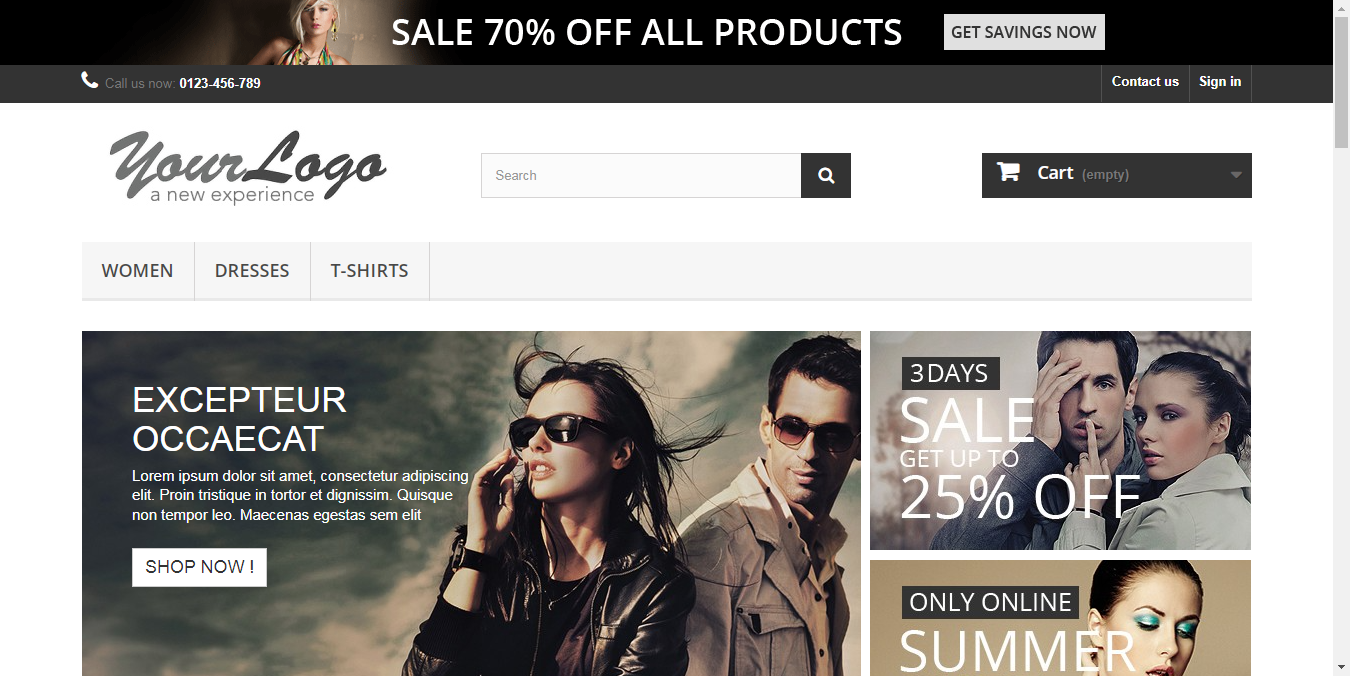 SALE 70% OFF ALL PRODUCTS
GET SAVINGS NOW
Call us now: 0123-456-789
Contact us
Sign in
YourLogo
a new experience
Search
Cart (empty)
WOMEN
DRESSES
T-SHIRTS
EXCEPTEUR
OCCAECAT
Lorem ipsum dolor sit amet, consectetur adipiscing
elit. Proin tristique in tortor et dignissim. Quisque
non tempor leo. Maecenas egestas sem elit
SHOP NOW !
3 DAYS
SALE
GET UP TO
25% OFF
ONLY ONLINE
SUMMER